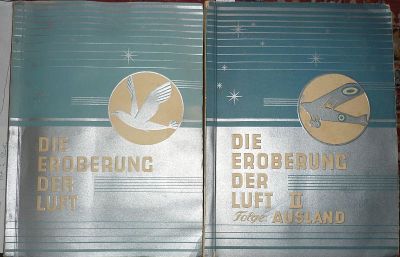 DIE
EROBERUNG
DER
LUFT
DIE
EROBERUNG
DER
LUFT II
Folge: AUSLAND